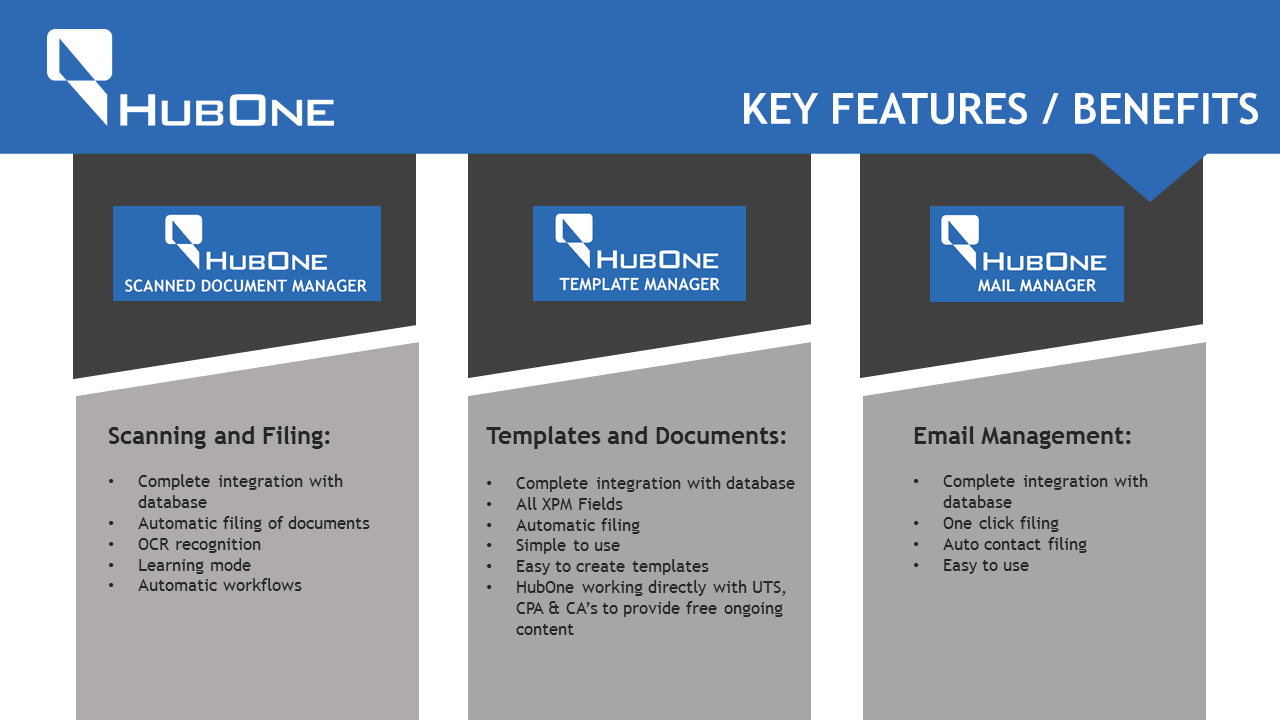 HUBONE
KEY FEATURES / BENEFITS
HUBONE
SCANNED DOCUMENT MANAGER
HUBONE
TEMPLATE MANAGER
HUBONE
MAIL MANAGER
Scanning and Filing:
• Complete integration with
database
• Automatic filing of documents
• OCR recognition
• Learning mode
• Automatic workflows
Templates and Documents:
• Complete integration with database
• All XPM Fields
• Automatic filing
• Simple to use
• Easy to create templates
• HubOne working directly with UTS,
CPA & CA’s to provide free ongoing
content
Email Management:
• Complete integration with
database
• One click filing
• Auto contact filing
• Easy to use